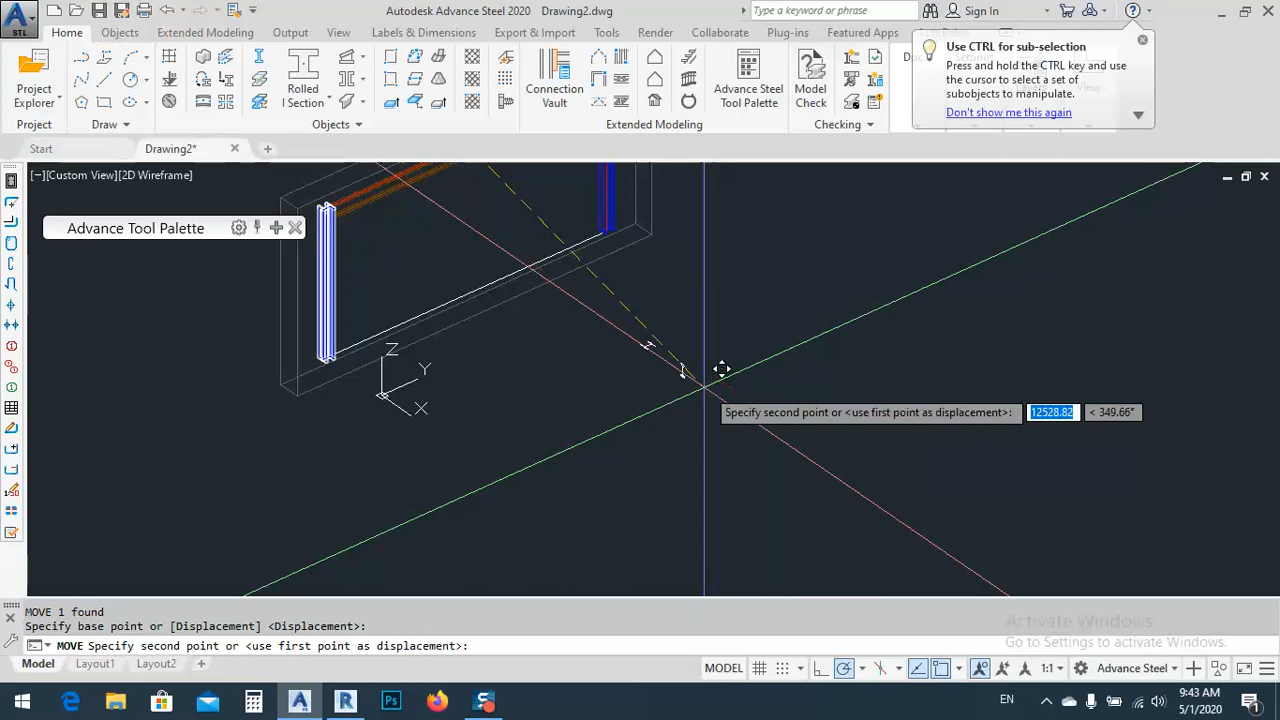 Autodesk Advance Steel 2020 Drawing2.dwg
Type a keyword or phrase
Sign In
STL
Home Objects Extended Modeling Output View Labels & Dimensions Export & Import Tools Render Collaborate Plug-ins Featured Apps
Project Explorer
Rolled I Section
Connection Vault
Advance Steel Tool Palette
Model Check
Project Draw Objects Extended Modeling Checking
Use CTRL for sub-selection
Press and hold the CTRL key and use
the cursor to select a set of
subobjects to manipulate.
Don't show me this again
Start Drawing2*
[−][Custom View][2D Wireframe]
Advance Tool Palette
Z
Y
X
Specify second point or <use first point as displacement>: 12528.82 < 349.66°
MOVE 1 found
Specify base point or [Displacement] <Displacement>:
MOVE Specify second point or <use first point as displacement>:
Activate Windows
Go to Settings to activate Windows.
Model Layout1 Layout2
MODEL 1:1 Advance Steel
EN
9:43 AM
5/1/2020